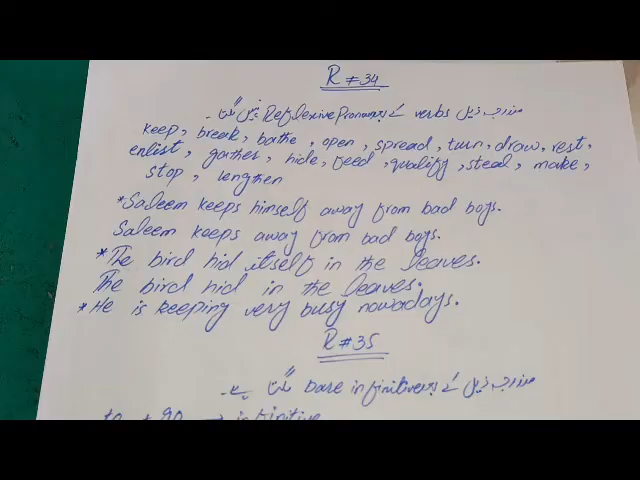 R # 34
مندرجہ ذیل verbs کے بعد Reflexive Pronoun نہیں لگتا۔
keep, break, bathe, open, spread, turn, draw, rest,
enlist, gather, hide, feed, qualify, steal, make,
stop, lengthen
*Saleem keeps himself away from bad boys.
Saleem keeps away from bad boys.
*The bird hid itself in the leaves.
The bird hid in the leaves.
*He is keeping very busy nowadays.
R # 35
مندرجہ ذیل کے بعد bare infinitive
to + go → infinitive